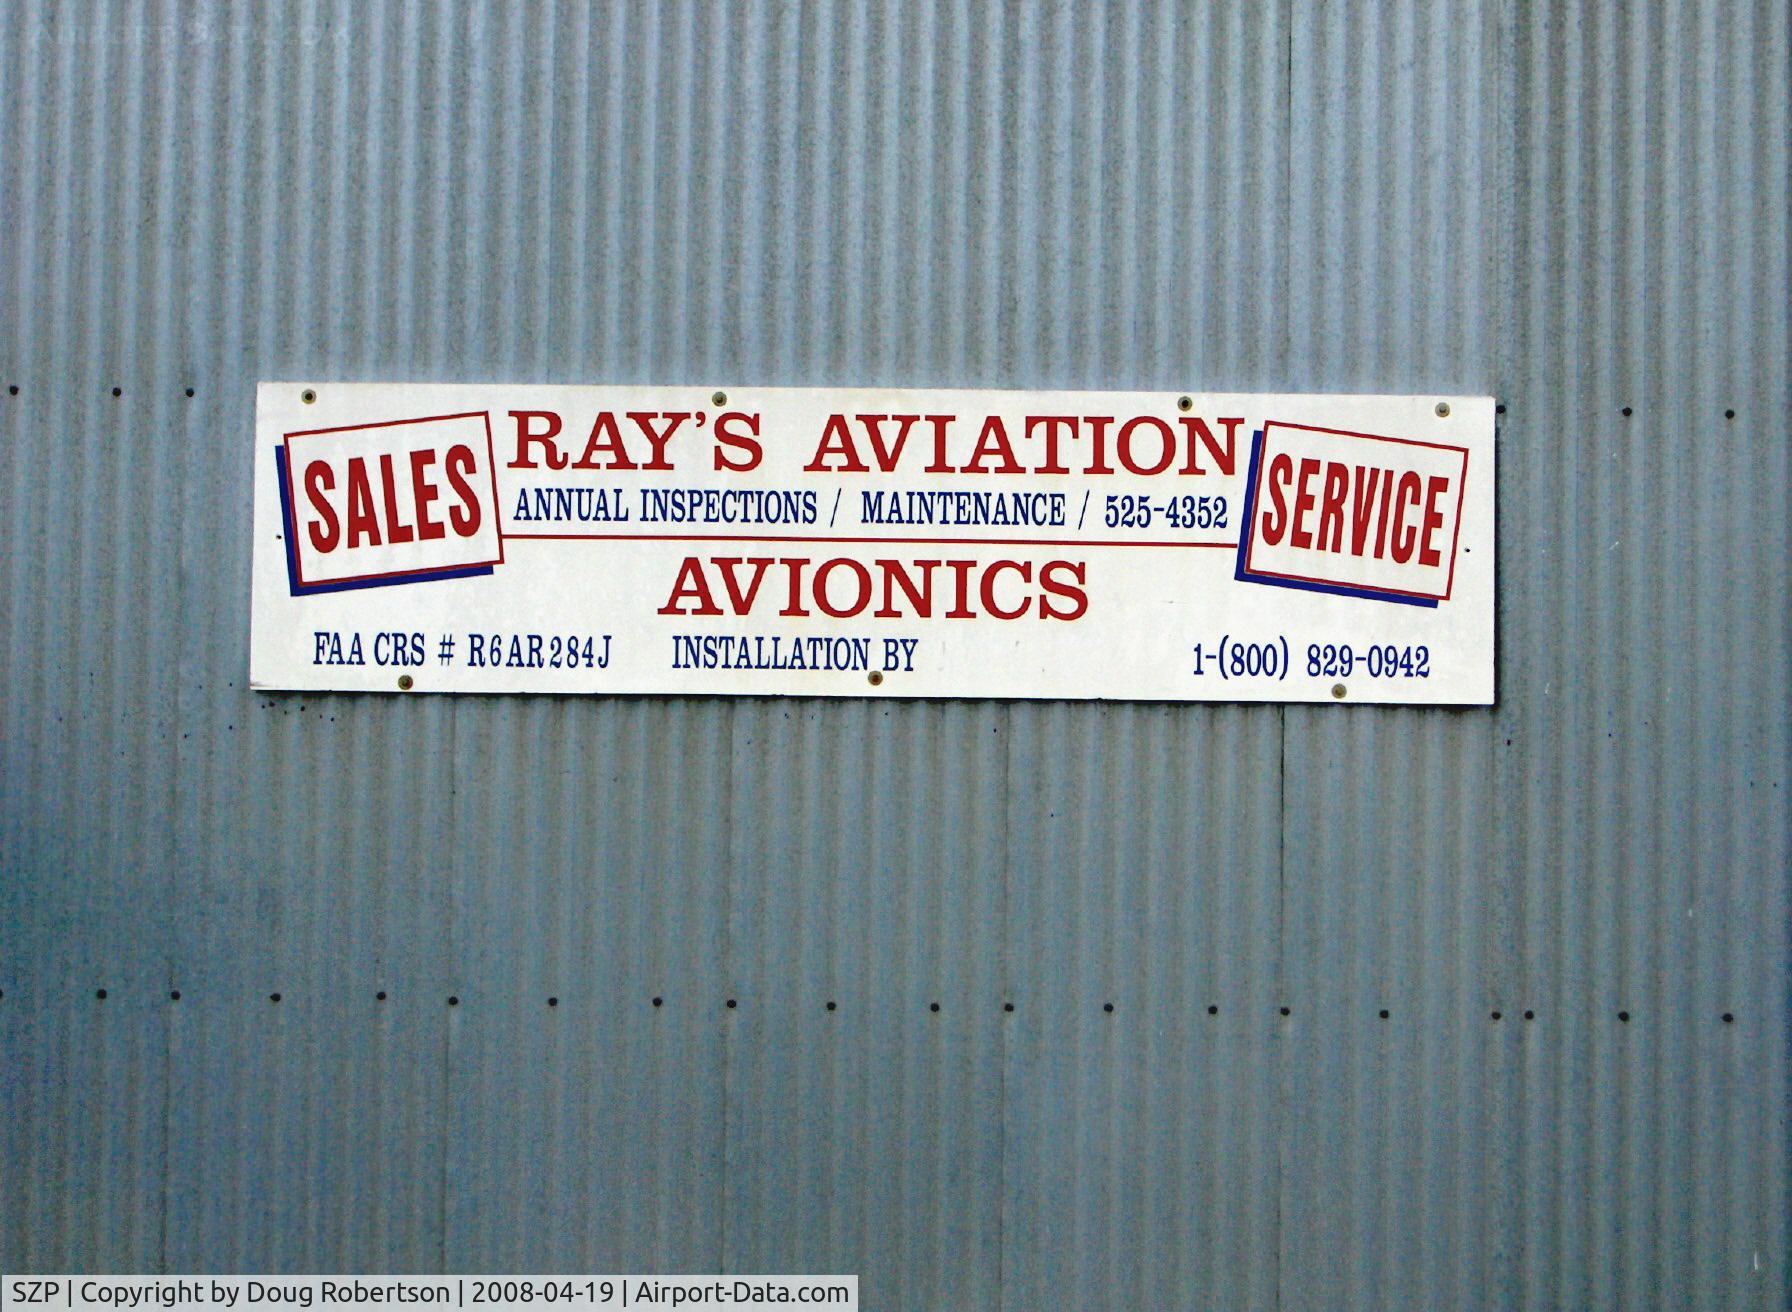 SALES
RAY'S AVIATION
ANNUAL INSPECTIONS / MAINTENANCE / 525-4352
SERVICE
AVIONICS
FAA CRS # R6AR284J INSTALLATION BY 1-(800) 829-0942
SZP | Copyright by Doug Robertson | 2008-04-19 | Airport-Data.com